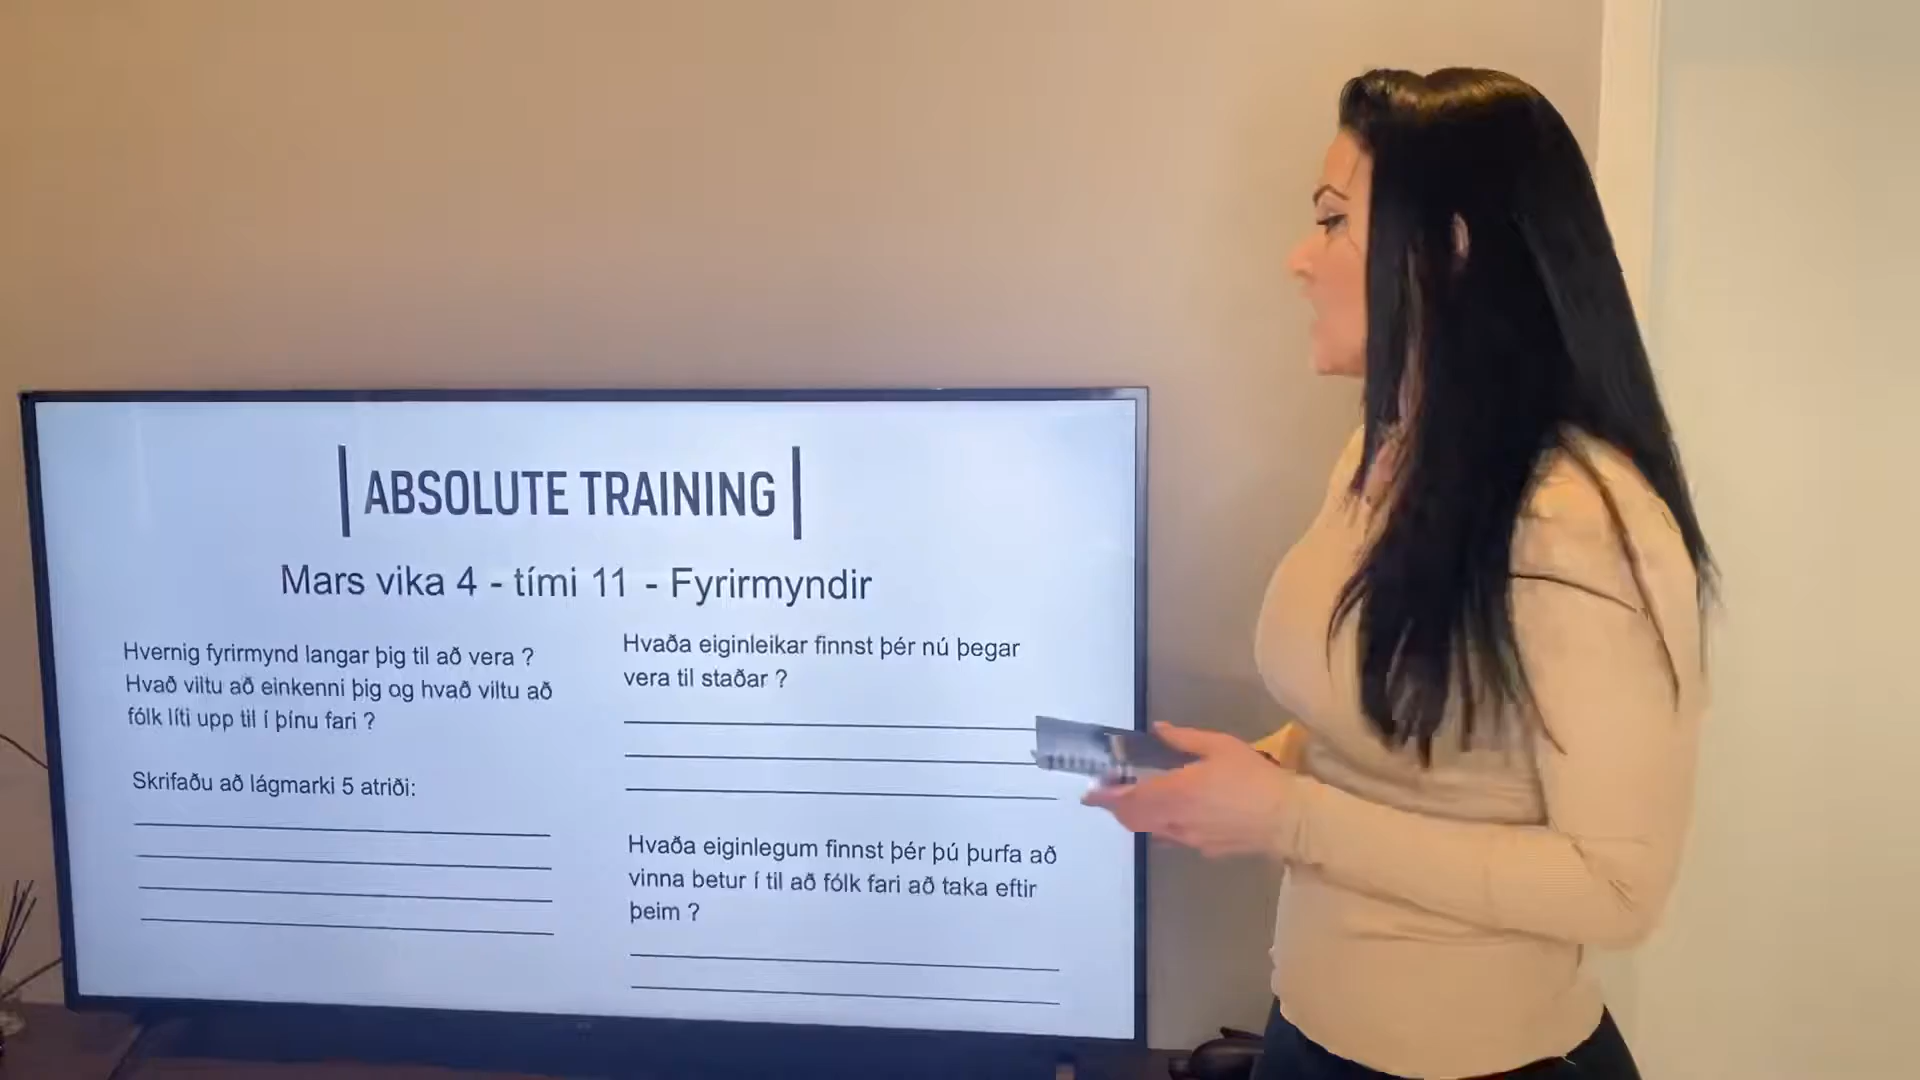 ABSOLUTE TRAINING
Mars vika 4 - tími 11 - Fyrirmyndir
Hvernig fyrirmynd langar þig til að vera ?
Hvað viltu að einkenni þig og hvað viltu að
fólk líti upp til í þínu fari ?
Skrifaðu að lágmarki 5 atriði:
Hvaða eiginleikar finnst þér nú þegar
vera til staðar ?
Hvaða eiginlegum finnst þér þú þurfa að
vinna betur í til að fólk fari að taka eftir
þeim ?